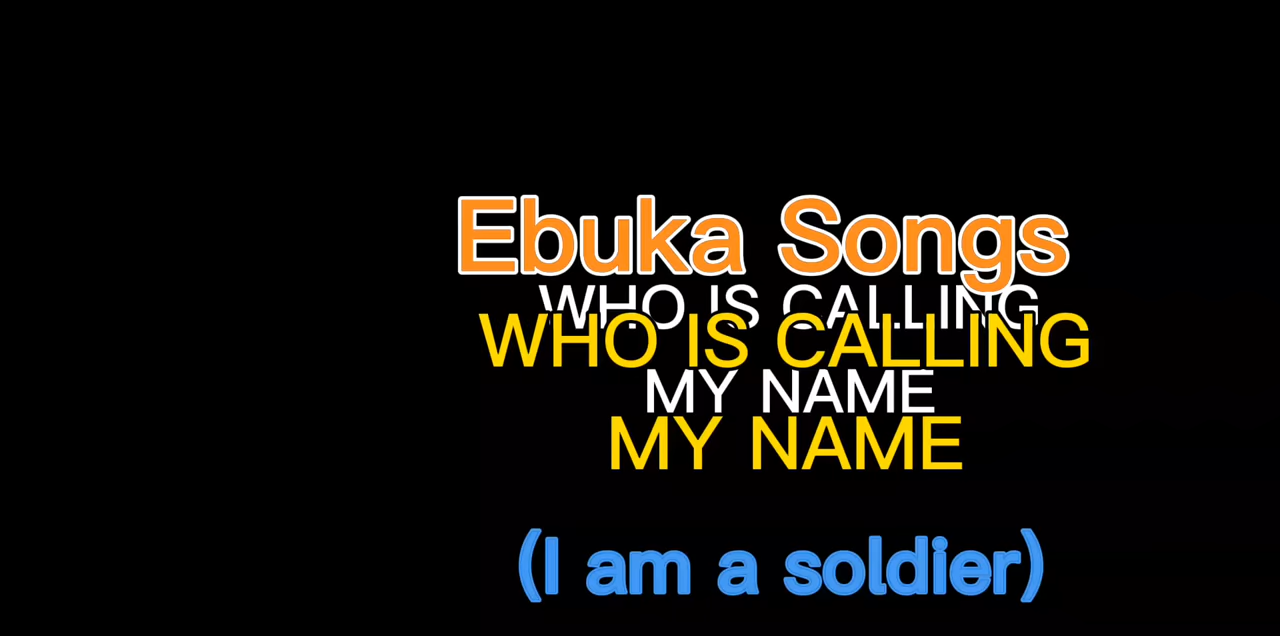 Ebuka Songs
WHO IS CALLING
WHO IS CALLING
MY NAME
MY NAME
(I am a soldier)